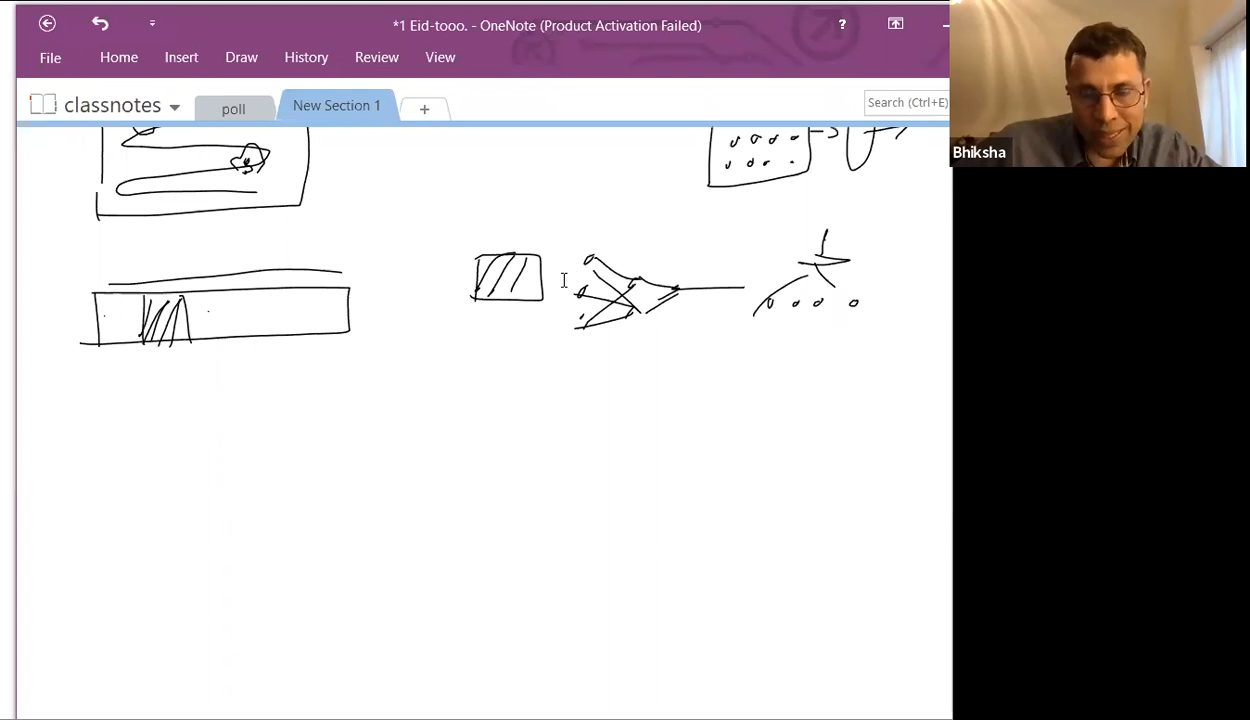 *1 Eid-tooo. - OneNote (Product Activation Failed)
?
File Home Insert Draw History Review View
classnotes poll New Section 1 +
Search (Ctrl+E)
Bhiksha